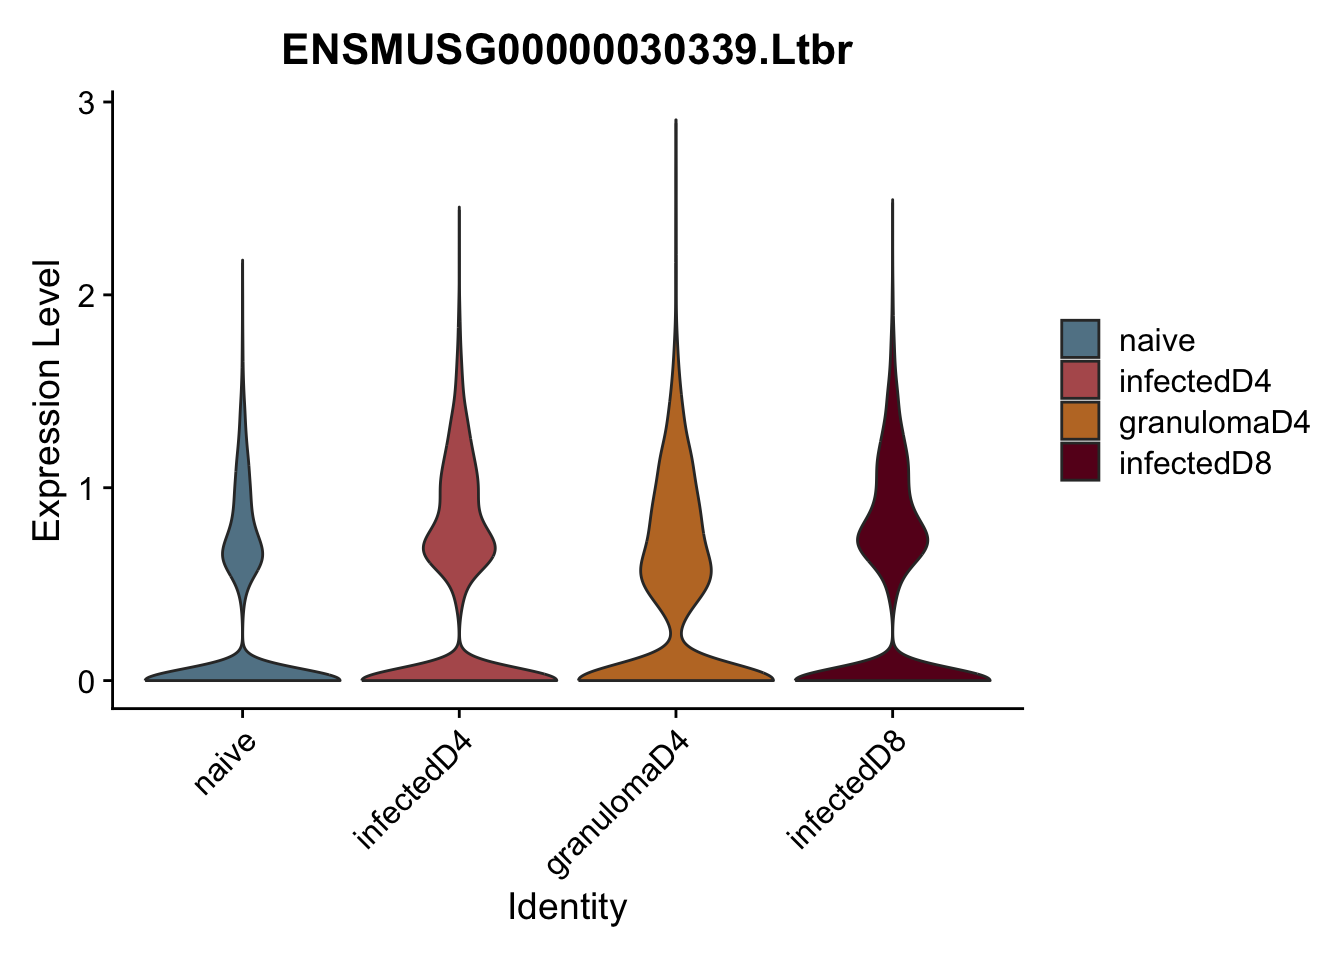 ENSMUSG00000030339.Ltbr
3
2
1
0
Expression Level
naive
infectedD4
granulomaD4
infectedD8
Identity
naive
infectedD4
granulomaD4
infectedD8